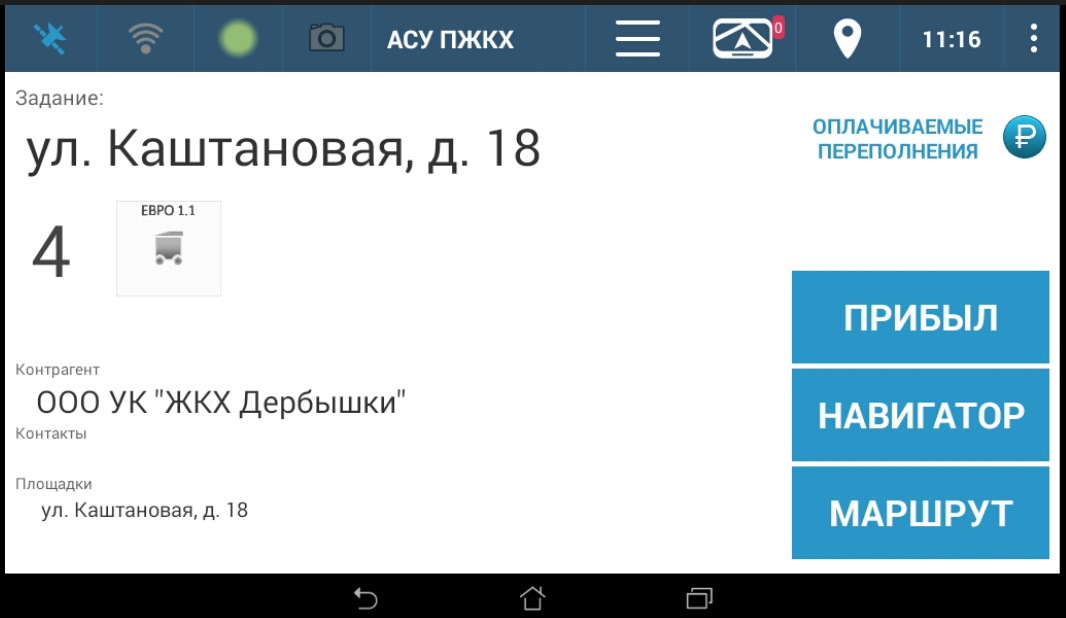 АСУ ПЖКХ
0
11:16
Задание:
ул. Каштановая, д. 18
ОПЛАЧИВАЕМЫЕ
ПЕРЕПОЛНЕНИЯ
₽
4
ЕВРО 1.1
ПРИБЫЛ
Контрагент
ООО УК "ЖКХ Дербышки"
Контакты
НАВИГАТОР
Площадки
ул. Каштановая, д. 18
МАРШРУТ